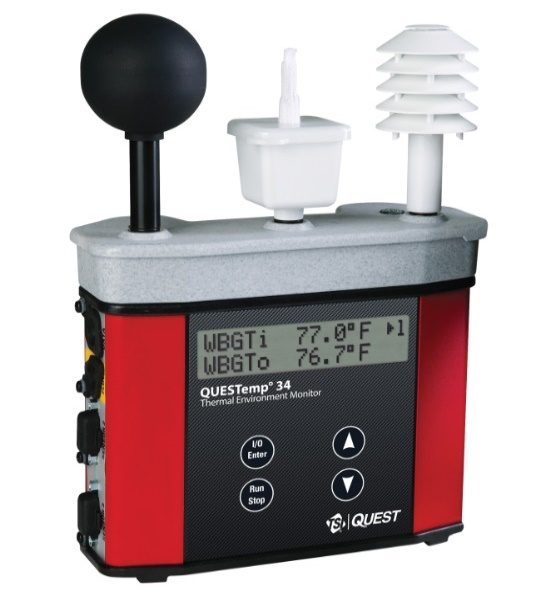 WBGTi 77.0°F ▶1
WBGTo 76.7°F
QUESTemp° 34
Thermal Environment Monitor
I/O
Enter
Run
Stop
TSI QUEST